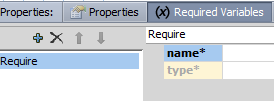 Properties: Properties (x) Required Variables
Require
Require
name*
type*